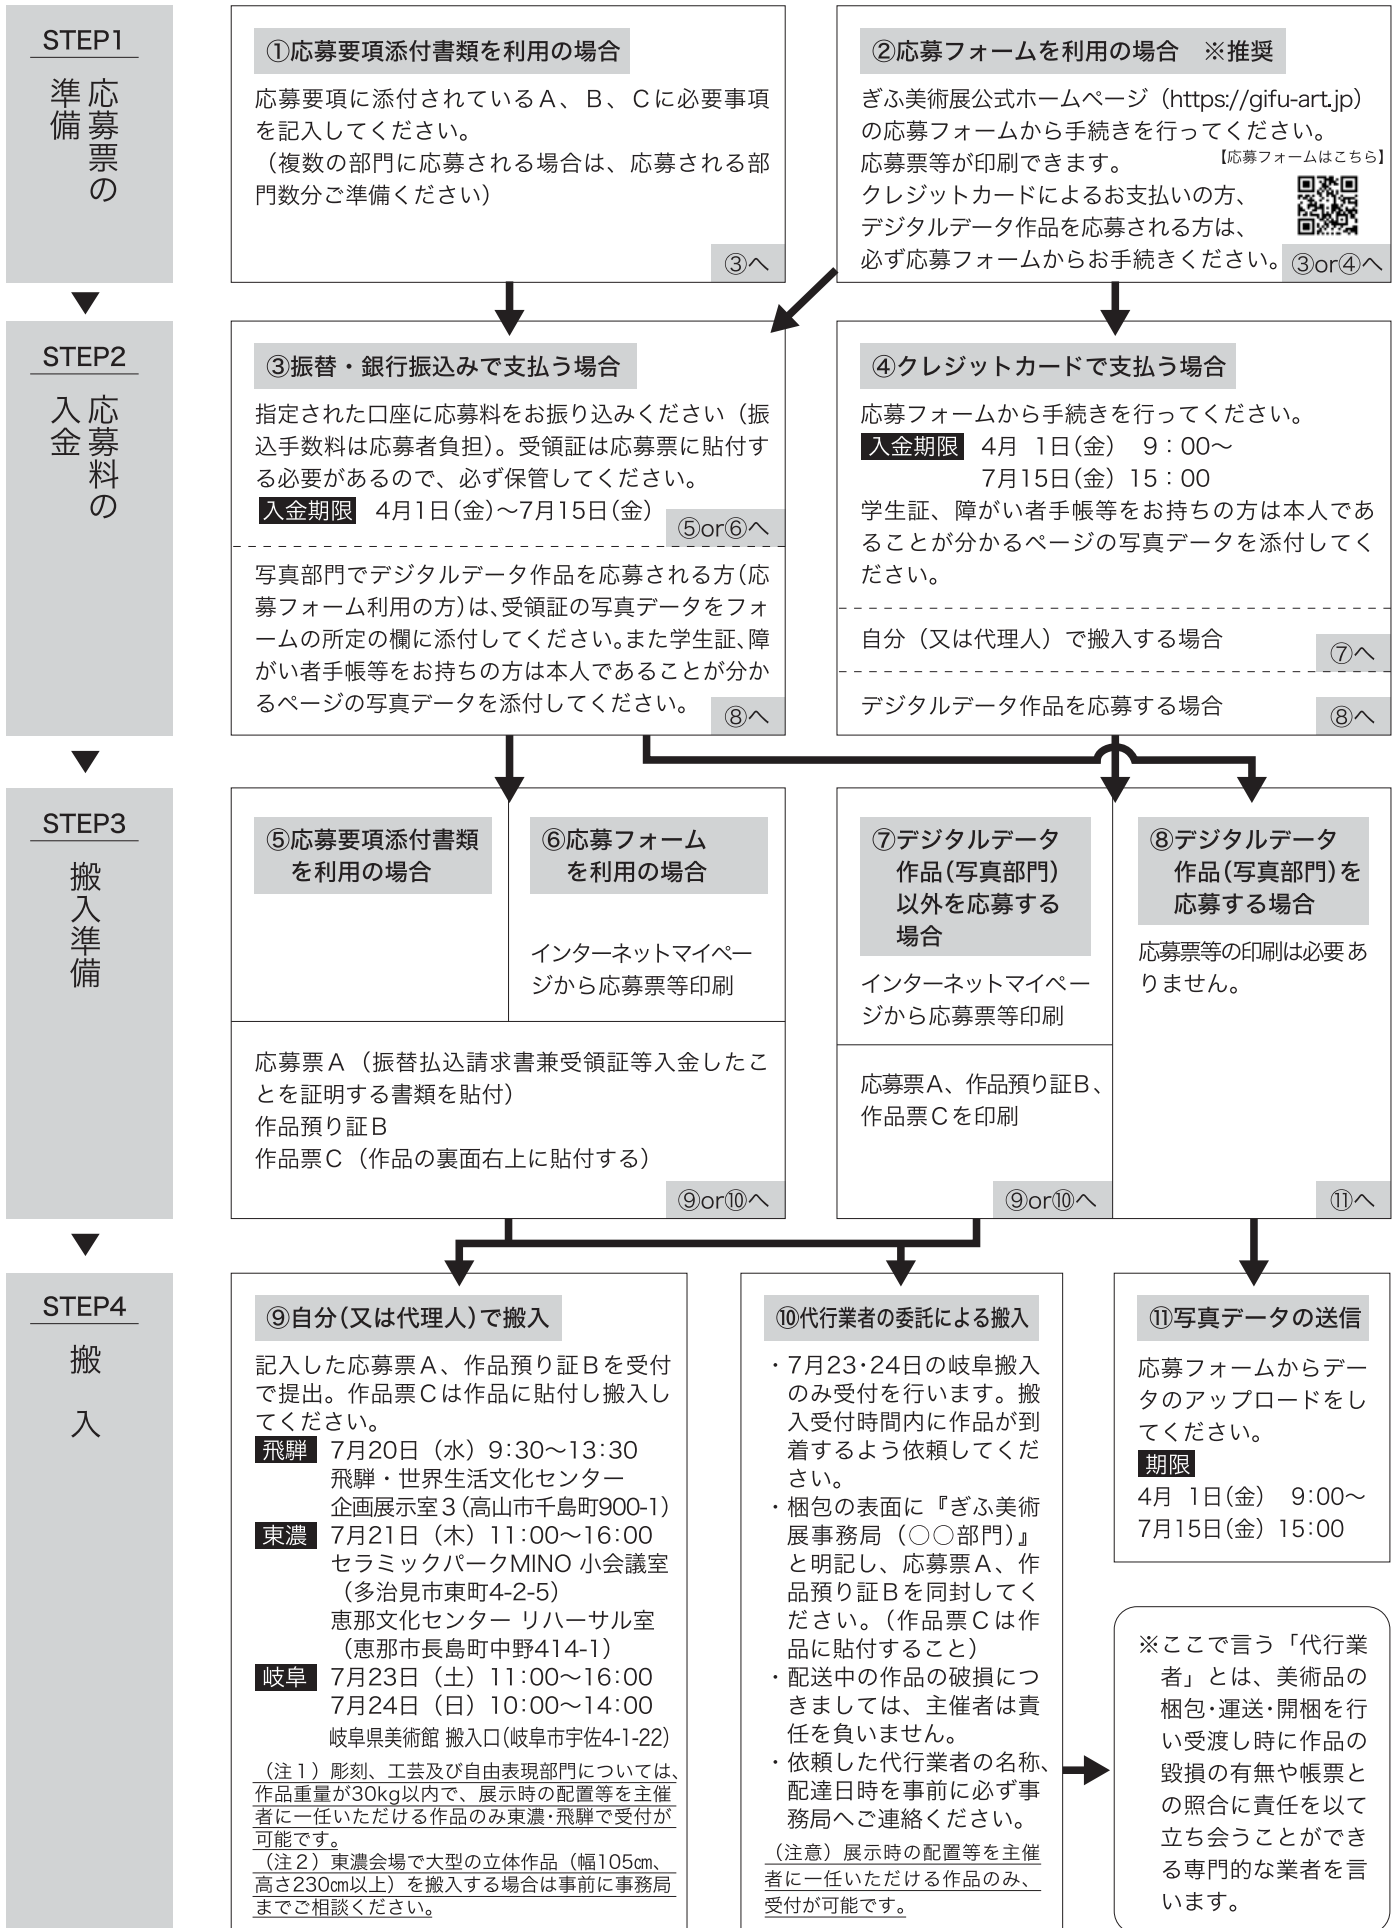 STEP1
応募票の
準備
①応募要項添付書類を利用の場合
応募要項に添付されているA、B、Cに必要事項
を記入してください。
（複数の部門に応募される場合は、応募される部
門数分ご準備ください）
③へ
②応募フォームを利用の場合　※推奨
ぎふ美術展公式ホームページ（https://gifu-art.jp）
の応募フォームから手続きを行ってください。
応募票等が印刷できます。
【応募フォームはこちら】
クレジットカードによるお支払いの方、
デジタルデータ作品を応募される方は、
必ず応募フォームからお手続きください。
③or④へ
STEP2
応募料の
入金
③振替・銀行振込みで支払う場合
指定された口座に応募料をお振り込みください（振
込手数料は応募者負担）。受領証は応募票に貼付す
る必要があるので、必ず保管してください。
入金期限　4月1日(金)～7月15日(金)
⑤or⑥へ
写真部門でデジタルデータ作品を応募される方(応
募フォーム利用の方)は、受領証の写真データをフォ
ームの所定の欄に添付してください。また学生証、障
がい者手帳等をお持ちの方は本人であることが分か
るページの写真データを添付してください。
⑧へ
④クレジットカードで支払う場合
応募フォームから手続きを行ってください。
入金期限　4月 1日(金) 9：00～
7月15日(金) 15：00
学生証、障がい者手帳等をお持ちの方は本人であ
ることが分かるページの写真データを添付してく
ださい。
自分（又は代理人）で搬入する場合
⑦へ
デジタルデータ作品を応募する場合
⑧へ
STEP3
搬入準備
⑤応募要項添付書類
を利用の場合
⑥応募フォーム
を利用の場合
インターネットマイペー
ジから応募票等印刷
応募票A（振替払込請求書兼受領証等入金したこ
とを証明する書類を貼付）
作品預り証B
作品票C（作品の裏面右上に貼付する）
⑨or⑩へ
⑦デジタルデータ
作品(写真部門)
以外を応募する
場合
インターネットマイペー
ジから応募票等印刷
応募票A、作品預り証B、
作品票Cを印刷
⑨or⑩へ
⑧デジタルデータ
作品(写真部門)を
応募する場合
応募票等の印刷は必要あ
りません。
⑪へ
STEP4
搬　入
⑨自分(又は代理人)で搬入
記入した応募票A、作品預り証Bを受付
で提出。作品票Cは作品に貼付し搬入し
てください。
飛騨　7月20日（水）9:30～13:30
飛騨・世界生活文化センター
企画展示室3(高山市千島町900-1)
東濃　7月21日（木）11:00～16:00
セラミックパークMINO 小会議室
（多治見市東町4-2-5）
恵那文化センター リハーサル室
（恵那市長島町中野414-1）
岐阜　7月23日（土）11:00～16:00
7月24日（日）10:00～14:00
岐阜県美術館 搬入口(岐阜市宇佐4-1-22)
（注1）彫刻、工芸及び自由表現部門については、
作品重量が30kg以内で、展示時の配置等を主催
者に一任いただける作品のみ東濃・飛騨で受付が
可能です。
（注2）東濃会場で大型の立体作品（幅105㎝、
高さ230㎝以上）を搬入する場合は事前に事務局
までご相談ください。
⑩代行業者の委託による搬入
・7月23・24日の岐阜搬入
のみ受付を行います。搬
入受付時間内に作品が到
着するよう依頼してくだ
さい。
・梱包の表面に『ぎふ美術
展事務局（○○部門）』
と明記し、応募票A、作
品預り証Bを同封してく
ださい。（作品票Cは作
品に貼付すること）
・配送中の作品の破損につ
きましては、主催者は責
任を負いません。
・依頼した代行業者の名称、
配達日時を事前に必ず事
務局へご連絡ください。
（注意）展示時の配置等を主催
者に一任いただける作品のみ、
受付が可能です。
⑪写真データの送信
応募フォームからデー
タのアップロードをし
てください。
期限
4月 1日(金) 9:00～
7月15日(金) 15:00
※ここで言う「代行業
者」とは、美術品の
梱包・運送・開梱を行
い受渡し時に作品の
毀損の有無や帳票と
の照合に責任を以て
立ち会うことができ
る専門的な業者を言
います。